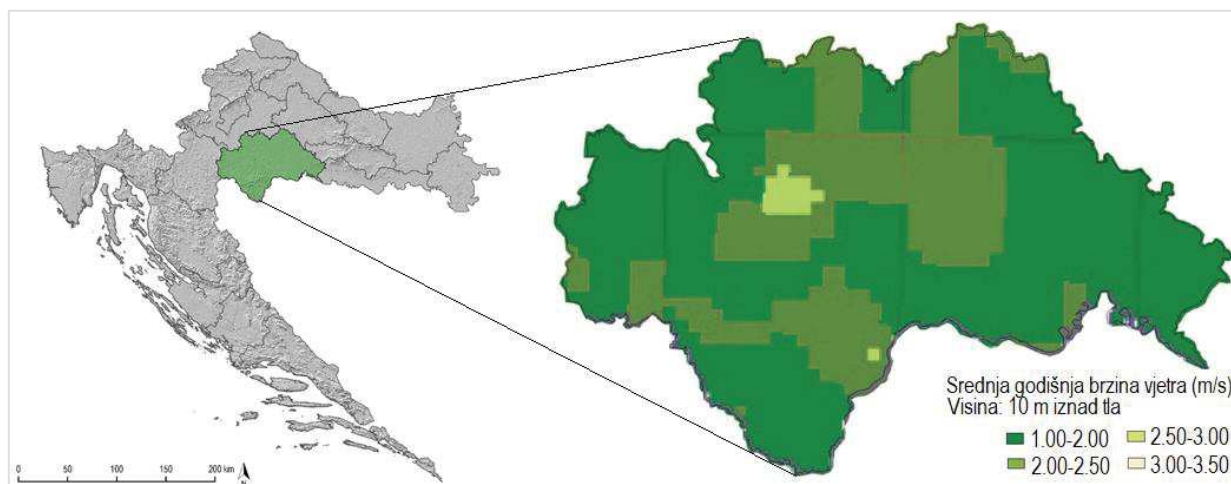 0 50 100 150 200 km
N
Srednja godišnja brzina vjetra (m/s)
Visina: 10 m iznad tla
1.00-2.00 2.50-3.00
2.00-2.50 3.00-3.50